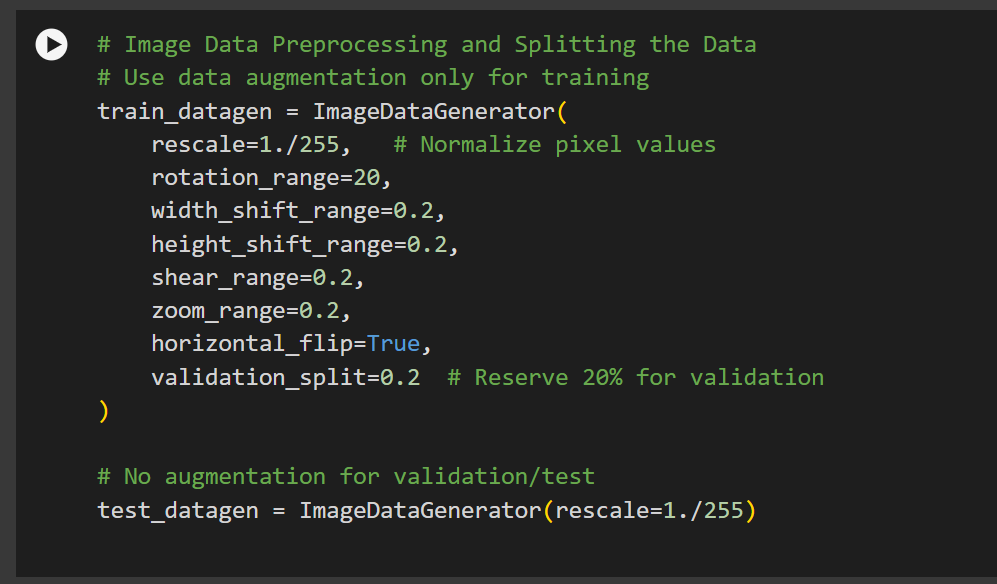 # Image Data Preprocessing and Splitting the Data
# Use data augmentation only for training
train_datagen = ImageDataGenerator(
    rescale=1./255,   # Normalize pixel values
    rotation_range=20,
    width_shift_range=0.2,
    height_shift_range=0.2,
    shear_range=0.2,
    zoom_range=0.2,
    horizontal_flip=True,
    validation_split=0.2  # Reserve 20% for validation
)

# No augmentation for validation/test
test_datagen = ImageDataGenerator(rescale=1./255)